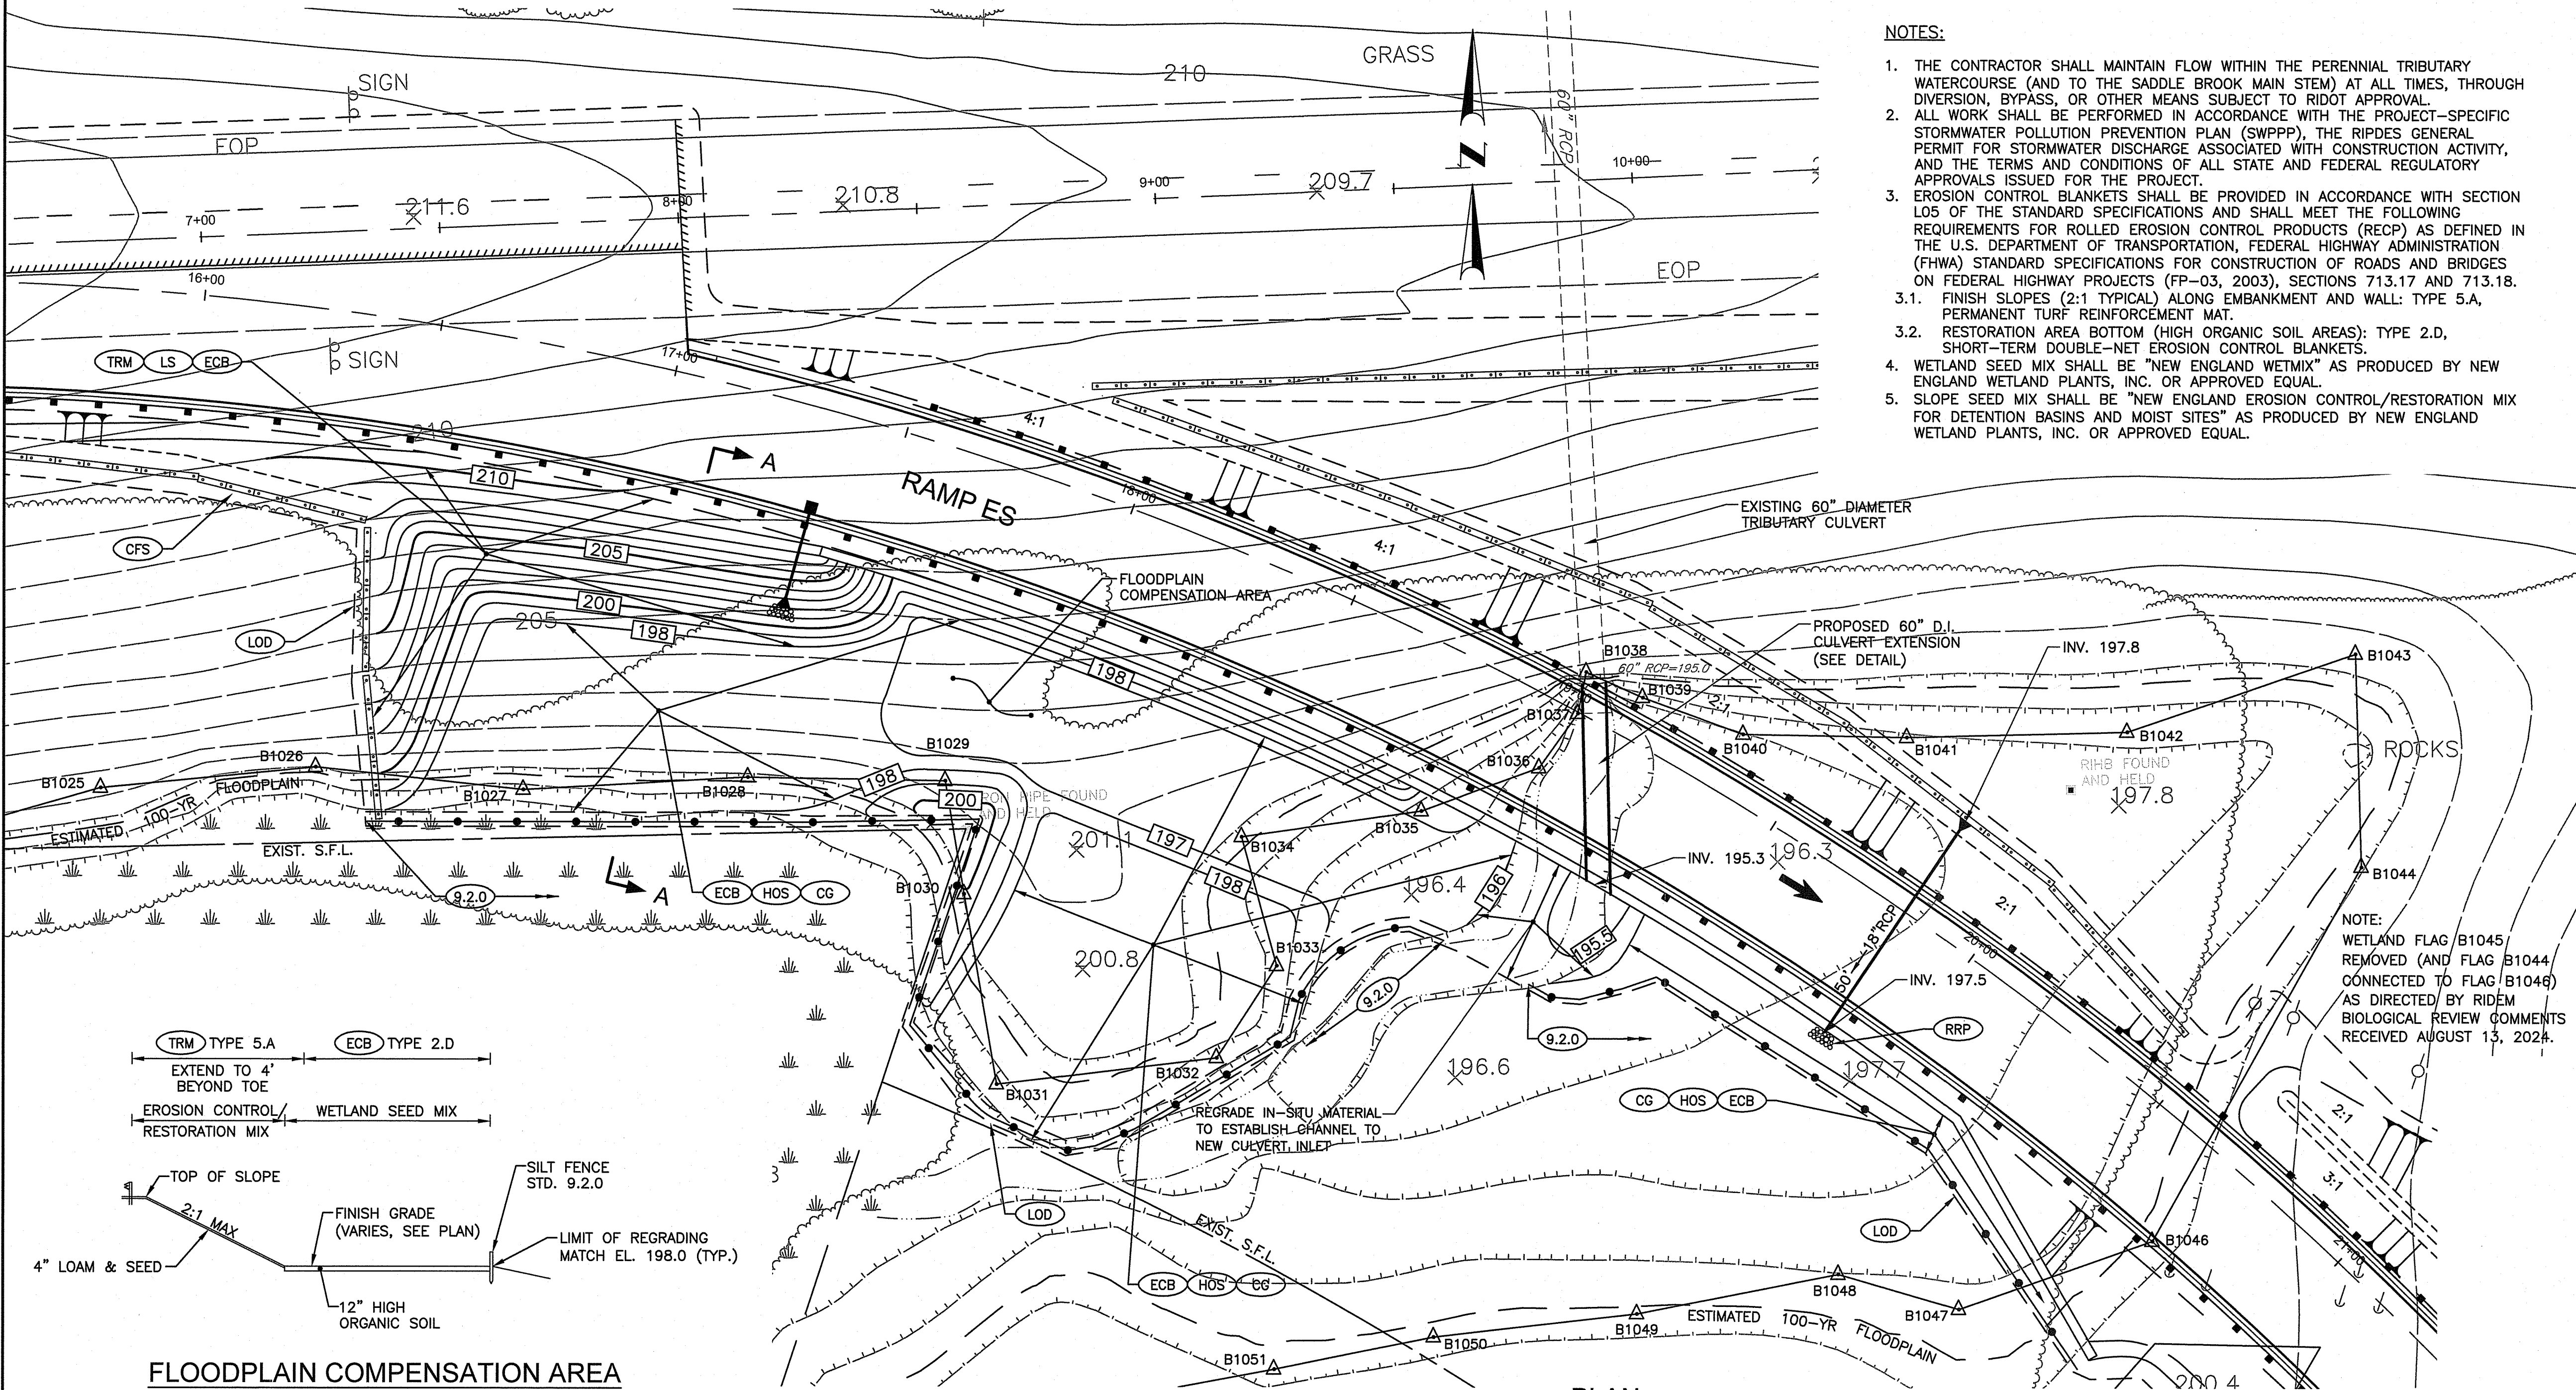 NOTES:
1. THE CONTRACTOR SHALL MAINTAIN FLOW WITHIN THE PERENNIAL TRIBUTARY
WATERCOURSE (AND TO THE SADDLE BROOK MAIN STEM) AT ALL TIMES, THROUGH
DIVERSION, BYPASS, OR OTHER MEANS SUBJECT TO RIDOT APPROVAL.
2. ALL WORK SHALL BE PERFORMED IN ACCORDANCE WITH THE PROJECT-SPECIFIC
STORMWATER POLLUTION PREVENTION PLAN (SWPPP), THE RIPDES GENERAL
PERMIT FOR STORMWATER DISCHARGE ASSOCIATED WITH CONSTRUCTION ACTIVITY,
AND THE TERMS AND CONDITIONS OF ALL STATE AND FEDERAL REGULATORY
APPROVALS ISSUED FOR THE PROJECT.
3. EROSION CONTROL BLANKETS SHALL BE PROVIDED IN ACCORDANCE WITH SECTION
L05 OF THE STANDARD SPECIFICATIONS AND SHALL MEET THE FOLLOWING
REQUIREMENTS FOR ROLLED EROSION CONTROL PRODUCTS (RECP) AS DEFINED IN
THE U.S. DEPARTMENT OF TRANSPORTATION, FEDERAL HIGHWAY ADMINISTRATION
(FHWA) STANDARD SPECIFICATIONS FOR CONSTRUCTION OF ROADS AND BRIDGES
ON FEDERAL HIGHWAY PROJECTS (FP-03, 2003), SECTIONS 713.17 AND 713.18.
3.1. FINISH SLOPES (2:1 TYPICAL) ALONG EMBANKMENT AND WALL: TYPE 5.A,
PERMANENT TURF REINFORCEMENT MAT.
3.2. RESTORATION AREA BOTTOM (HIGH ORGANIC SOIL AREAS): TYPE 2.D,
SHORT-TERM DOUBLE-NET EROSION CONTROL BLANKETS.
4. WETLAND SEED MIX SHALL BE "NEW ENGLAND WETMIX" AS PRODUCED BY NEW
ENGLAND WETLAND PLANTS, INC. OR APPROVED EQUAL.
5. SLOPE SEED MIX SHALL BE "NEW ENGLAND EROSION CONTROL/RESTORATION MIX
FOR DETENTION BASINS AND MOIST SITES" AS PRODUCED BY NEW ENGLAND
WETLAND PLANTS, INC. OR APPROVED EQUAL.
GRASS
210
SIGN
EOP
60" RCP
N
7+00
211.6
8+00
210.8
9+00
209.7
10+00
16+00
EOP
17+00
SIGN
TRM LS ECB
210
4:1
210
A
RAMP ES
18+00
EXISTING 60" DIAMETER
TRIBUTARY CULVERT
CFS
205
4:1
FLOODPLAIN
COMPENSATION AREA
200
205
198
LOD
198
PROPOSED 60" D.I.
CULVERT EXTENSION
(SEE DETAIL)
INV. 197.8
B1038
60" RCP=195.0
B1043
B1039
19+00
B1037
2:1
B1040
B1041
B1042
ROCKS
RIHB FOUND
AND HELD
197.8
B1029
B1026
B1025
B1036
198
B1027
B1028
FLOODPLAIN
100-YR
ESTIMATED
EXIST. S.F.L.
200
IRON PIPE FOUND
AND HELD
B1035
201.1
197
B1034
INV. 195.3
196.3
198
196.4
196
B1044
9.2.0
A
ECB HOS CG
B1030
2:1
18"RCP
50'
20+00
NOTE:
WETLAND FLAG B1045
REMOVED (AND FLAG B1044
CONNECTED TO FLAG B1046)
AS DIRECTED BY RIDEM
BIOLOGICAL REVIEW COMMENTS
RECEIVED AUGUST 13, 2024.
200.8
B1033
195.5
9.2.0
INV. 197.5
9.2.0
RRP
TRM TYPE 5.A
ECB TYPE 2.D
EXTEND TO 4'
BEYOND TOE
EROSION CONTROL/
RESTORATION MIX
WETLAND SEED MIX
B1032
B1031
196.6
197.7
REGRADE IN-SITU MATERIAL
TO ESTABLISH CHANNEL TO
NEW CULVERT INLET
CG HOS ECB
2:1
3:1
TOP OF SLOPE
SILT FENCE
STD. 9.2.0
2:1 MAX
FINISH GRADE
(VARIES, SEE PLAN)
LIMIT OF REGRADING
MATCH EL. 198.0 (TYP.)
4" LOAM & SEED
12" HIGH
ORGANIC SOIL
LOD
EXIST. S.F.L.
LOD
B1046
21+00
ECB HOS CG
B1048
B1047
B1049
ESTIMATED 100-YR FLOODPLAIN
B1050
B1051
FLOODPLAIN COMPENSATION AREA
PLAN
200.4